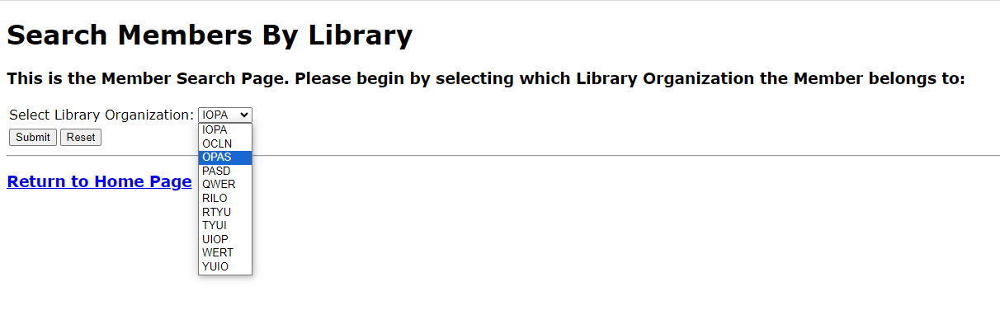 Search Members By Library
This is the Member Search Page. Please begin by selecting which Library Organization the Member belongs to:
Select Library Organization: IOPA
Submit Reset
IOPA
OCLN
OPAS
PASD
QWER
RILO
RTYU
TYUI
UIOP
WERT
YUIO
Return to Home Page